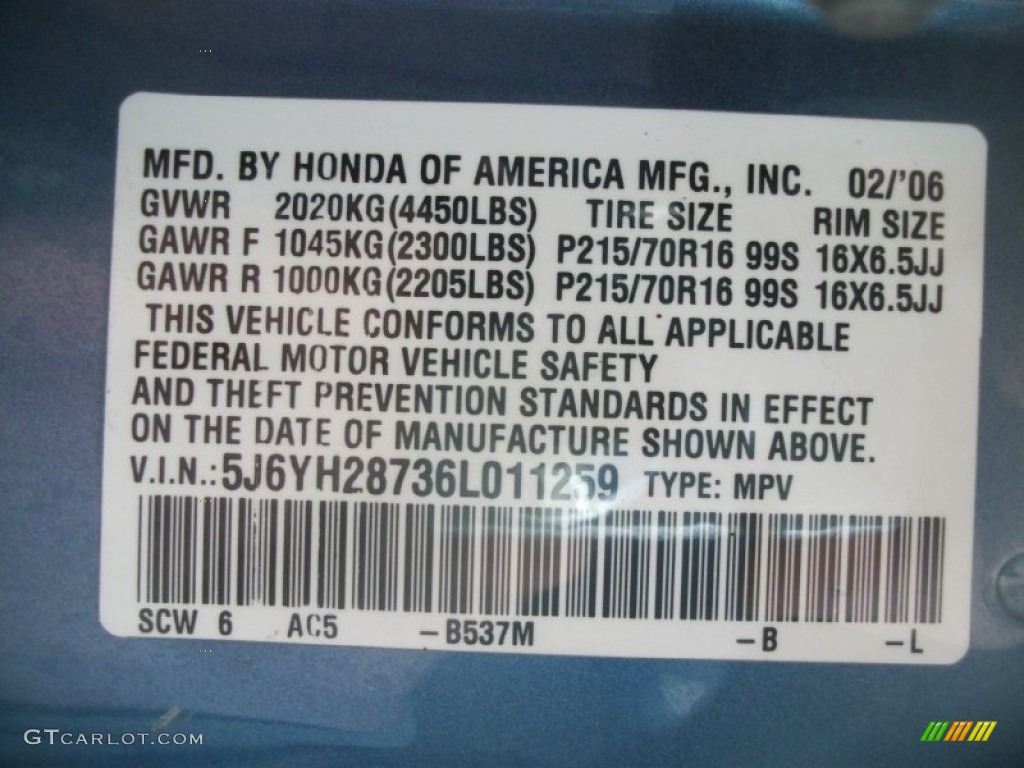 MFD. BY HONDA OF AMERICA MFG., INC. 02/'06
GVWR 2020KG(4450LBS) TIRE SIZE RIM SIZE
GAWR F 1045KG(2300LBS) P215/70R16 99S 16X6.5JJ
GAWR R 1000KG(2205LBS) P215/70R16 99S 16X6.5JJ
THIS VEHICLE CONFORMS TO ALL APPLICABLE
FEDERAL MOTOR VEHICLE SAFETY
AND THEFT PREVENTION STANDARDS IN EFFECT
ON THE DATE OF MANUFACTURE SHOWN ABOVE.
V.I.N.: 5J6YH28736L011259 TYPE: MPV
SCW 6 AC5 -B537M -B -L
GTCARLOT.COM